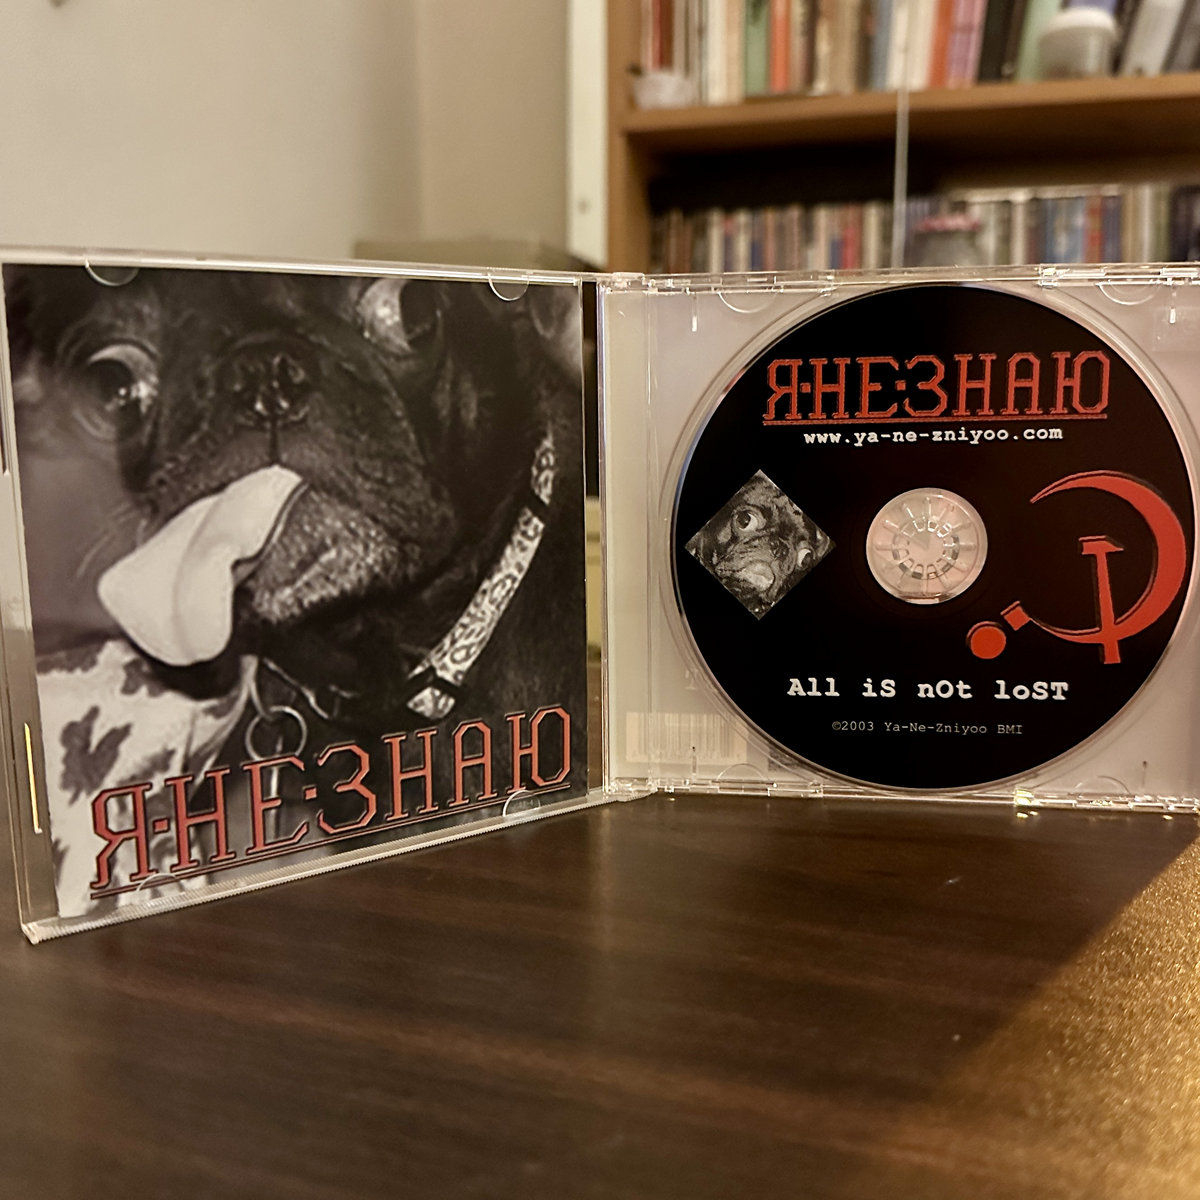 Я·НЕ·ЗНАЮ
Я·НЕ·ЗНАЮ
www.ya-ne-zniyoo.com
All iS nOt loST
©2003 Ya-Ne-Zniyoo BMI